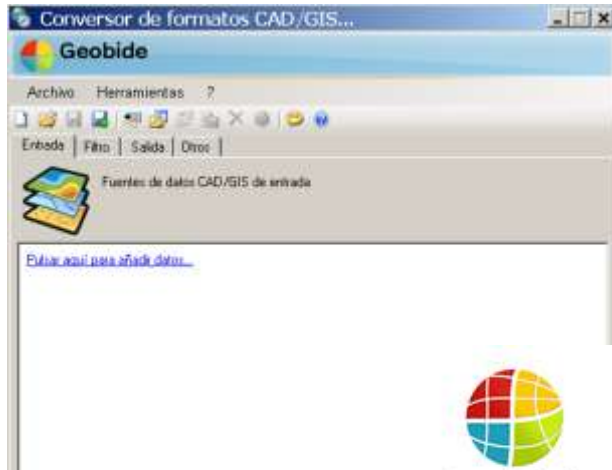 Conversor de formatos CAD/GIS...
Geobide
Archivo Herramientas ?
Entrada Filtro Salida Otros
Fuentes de datos CAD/GIS de entrada
Pulsar aquí para añadir datos...